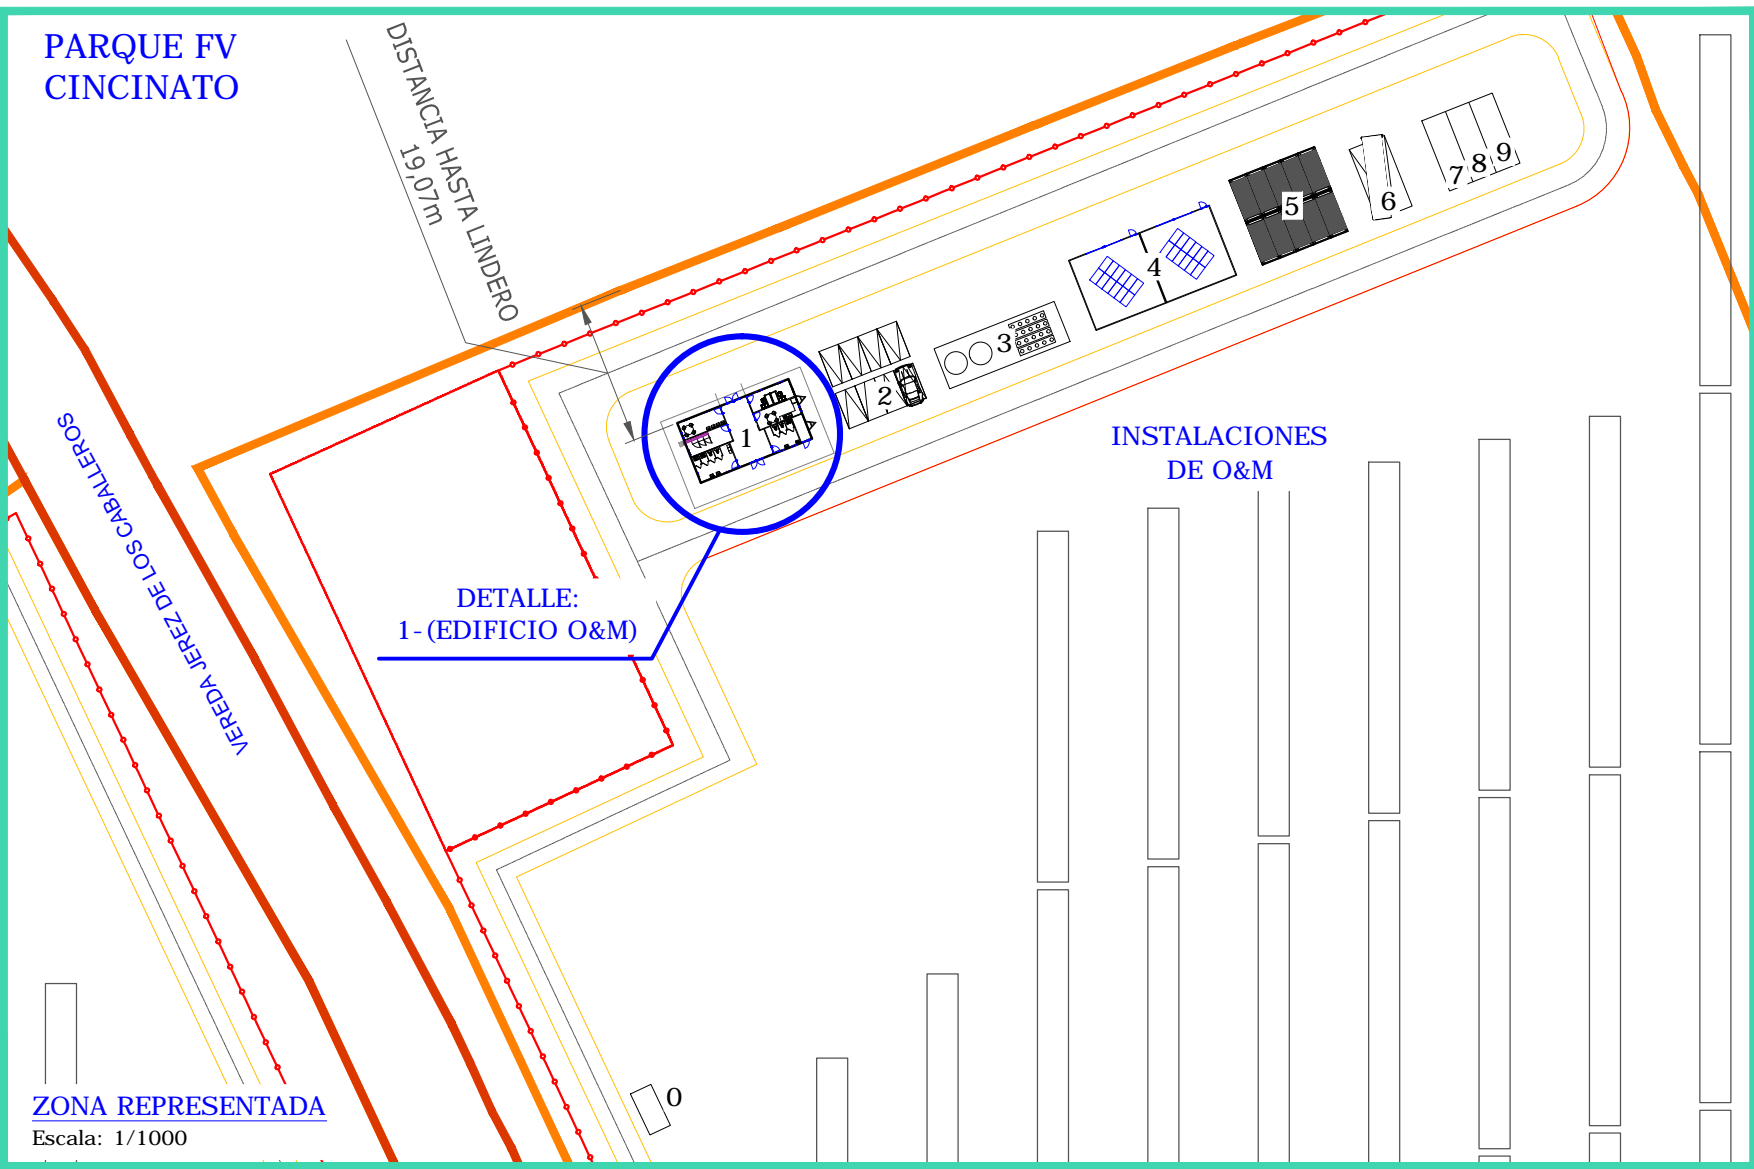 PARQUE FV
CINCINATO
DISTANCIA HASTA LINDERO
19,07m
1
2
3
4
5
6
7
8
9
INSTALACIONES
DE O&M
VEREDA JEREZ DE LOS CABALLEROS
DETALLE:
1-(EDIFICIO O&M)
0
ZONA REPRESENTADA
Escala: 1/1000